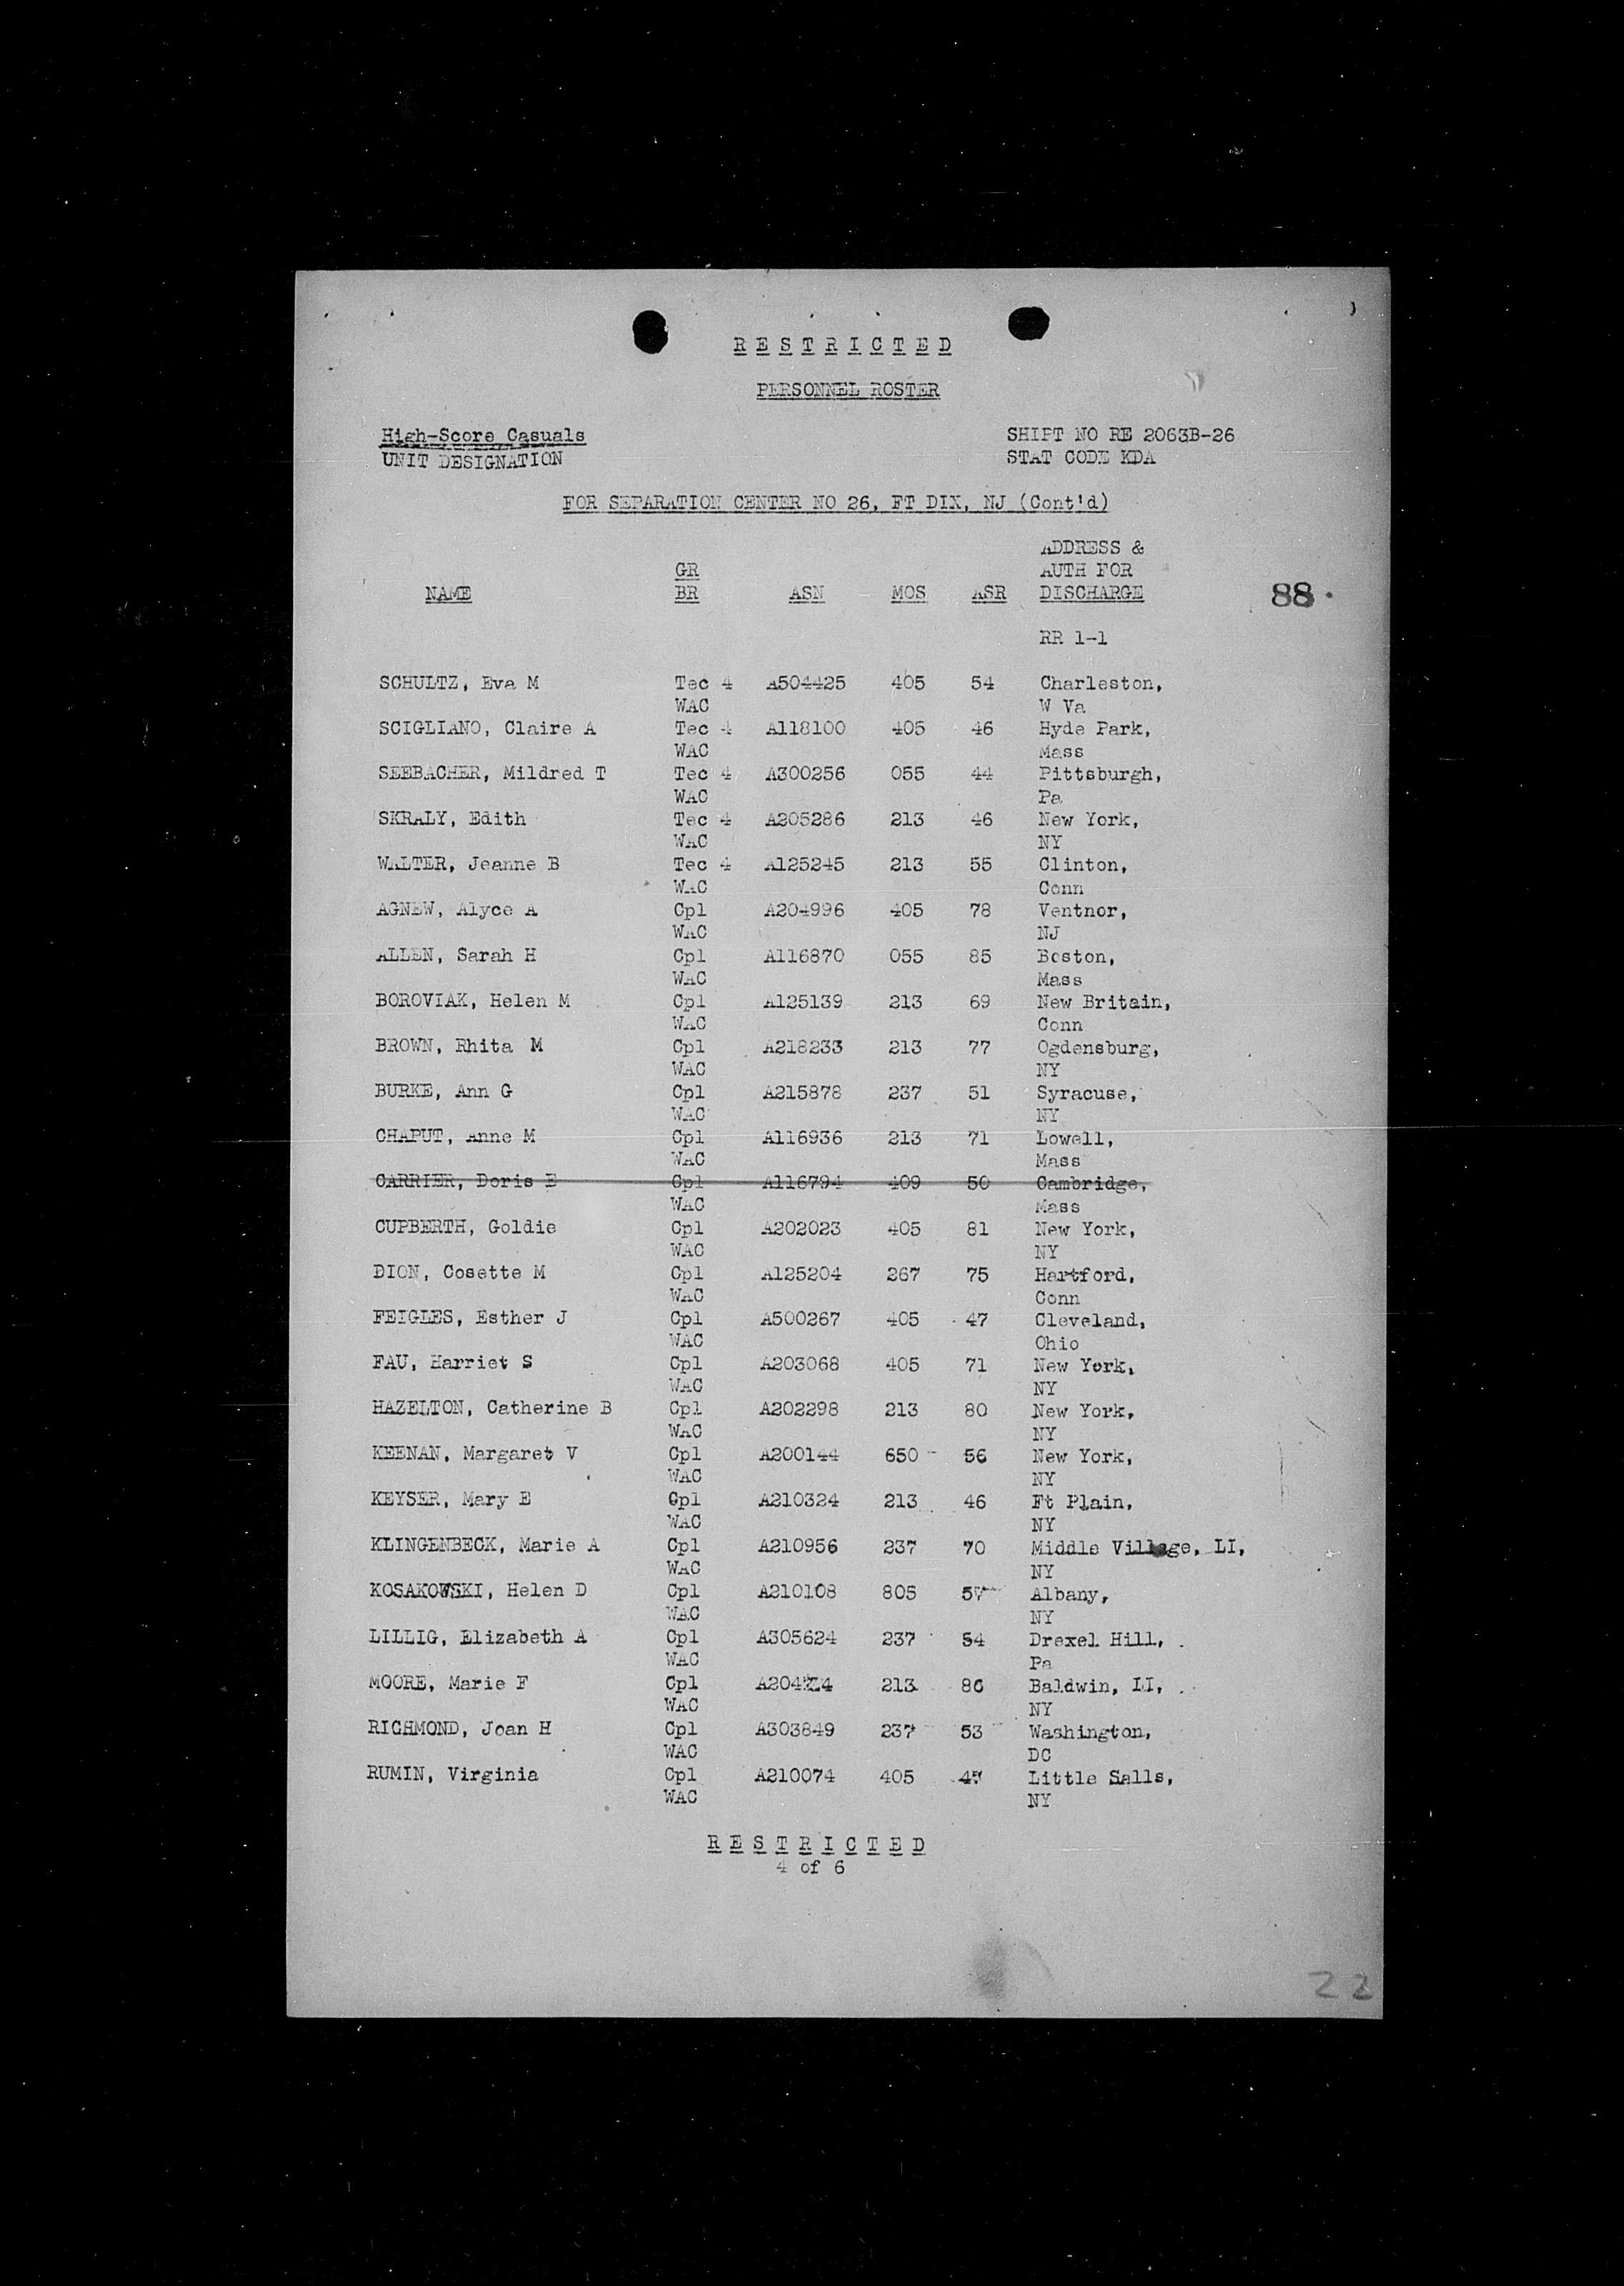 R E S T R I C T E D
PERSONNEL ROSTER
High-Score Casuals SHIPT NO RE 2063B-26
UNIT DESIGNATION STAT CODE KDA
FOR SEPARATION CENTER NO 26, FT DIX, NJ (Cont'd)
ADDRESS &
GR AUTH FOR
NAME BR ASN MOS ASR DISCHARGE 88
RR 1-1
SCHULTZ, Eva M Tec 4 A504425 405 54 Charleston,
WAC W Va
SCIGLIANO, Claire A Tec 4 A118100 405 46 Hyde Park,
WAC Mass
SEEBACHER, Mildred T Tec 4 A300256 055 44 Pittsburgh,
WAC Pa
SKRALY, Edith Tec 4 A205286 213 46 New York,
WAC NY
WALTER, Jeanne B Tec 4 A125245 213 55 Clinton,
WAC Conn
AGNEW, Alyce A Cpl A204996 405 78 Ventnor,
WAC NJ
ALLEN, Sarah H Cpl A116870 055 85 Boston,
WAC Mass
BOROVIAK, Helen M Cpl A125139 213 69 New Britain,
WAC Conn
BROWN, Rhita M Cpl A218233 213 77 Ogdensburg,
WAC NY
BURKE, Ann G Cpl A215878 237 51 Syracuse,
WAC NY
CHAPUT, Anne M Cpl A116936 213 71 Lowell,
WAC Mass
CARRIER, Doris E Cpl A116794 409 50 Cambridge,
WAC Mass
CUPBERTH, Goldie Cpl A202023 405 81 New York,
WAC NY
DION, Cosette M Cpl A125204 267 75 Hartford,
WAC Conn
FEIGLES, Esther J Cpl A500267 405 47 Cleveland,
WAC Ohio
FAU, Harriet S Cpl A203068 405 71 New York,
WAC NY
HAZELTON, Catherine B Cpl A202298 213 80 New York,
WAC NY
KEENAN, Margaret V Cpl A200144 650 56 New York,
WAC NY
KEYSER, Mary E Cpl A210324 213 46 Ft Plain,
WAC NY
KLINGENBECK, Marie A Cpl A210956 237 70 Middle Village, LI,
WAC NY
KOSAKOWSKI, Helen D Cpl A210108 805 57 Albany,
WAC NY
LILLIG, Elizabeth A Cpl A305624 237 54 Drexel Hill,
WAC Pa
MOORE, Marie F Cpl 213 Baldwin, LI,
WAC NY
RICHMOND, Joan H Cpl A303849 237 53 Washington,
WAC DC
RUMIN, Virginia Cpl A210074 405 47 Little Salls,
WAC NY
R E S T R I C T E D
4 of 6
22